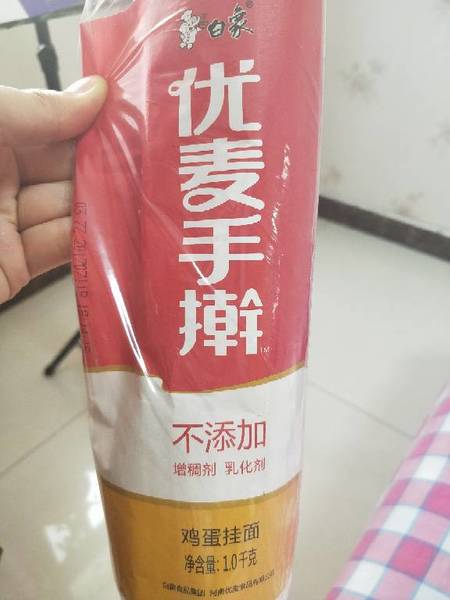 白象
优麦手擀
不添加
增稠剂 乳化剂
鸡蛋挂面
净含量:1.0千克